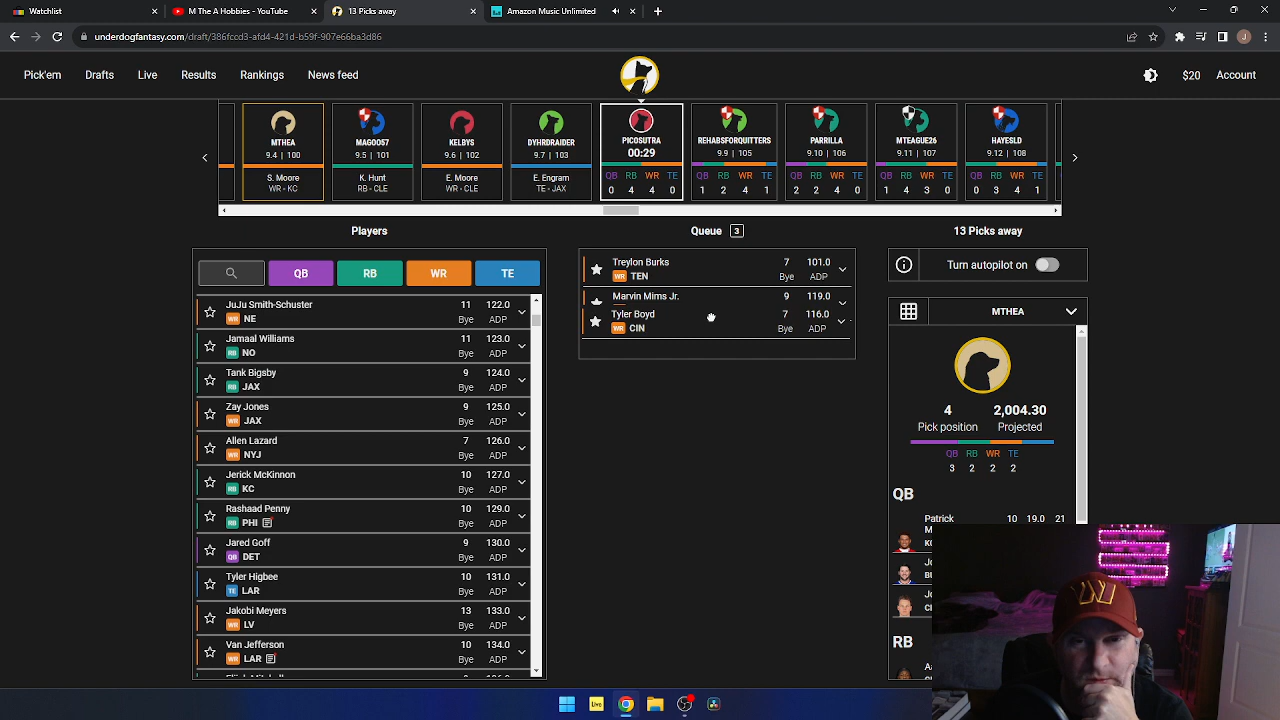 Watchlist
M The A Hobbies - YouTube
13 Picks away
Amazon Music Unlimited
underdogfantasy.com/draft/386fccd3-afd4-421d-b59f-907e66ba3d86
J
Pick'em
Drafts
Live
Results
Rankings
News feed
$20
Account
MTHEA
9.4 | 100
S. Moore
WR - KC
MAGOO57
9.5 | 101
K. Hunt
RB - CLE
KELBYS
9.6 | 102
E. Moore
WR - CLE
DYHRDRAIDER
9.7 | 103
E. Engram
TE - JAX
PICOSUTRA
00:29
QB RB WR TE
0 4 4 0
REHABSFORQUITTERS
9.9 | 105
QB RB WR TE
1 2 4 1
PARRILLA
9.10 | 106
QB RB WR TE
2 2 4 0
MTEAGUE26
9.11 | 107
QB RB WR TE
1 4 3 0
HAYESLD
9.12 | 108
QB RB WR TE
0 3 4 1
Players
QB
RB
WR
TE
JuJu Smith-Schuster 11 122.0
WR NE Bye ADP
Jamaal Williams 11 123.0
RB NO Bye ADP
Tank Bigsby 9 124.0
RB JAX Bye ADP
Zay Jones 9 125.0
WR JAX Bye ADP
Allen Lazard 7 126.0
WR NYJ Bye ADP
Jerick McKinnon 10 127.0
RB KC Bye ADP
Rashaad Penny 10 129.0
RB PHI Bye ADP
Jared Goff 9 130.0
QB DET Bye ADP
Tyler Higbee 10 131.0
TE LAR Bye ADP
Jakobi Meyers 13 133.0
WR LV Bye ADP
Van Jefferson 10 134.0
WR LAR Bye ADP
Queue 3
Treylon Burks 7 101.0
WR TEN Bye ADP
Marvin Mims Jr. 9 119.0
Tyler Boyd 7 116.0
WR CIN Bye ADP
13 Picks away
Turn autopilot on
MTHEA
4 2,004.30
Pick position Projected
QB RB WR TE
3 2 2 2
QB
Patrick 10 19.0 21
RB
W
Live